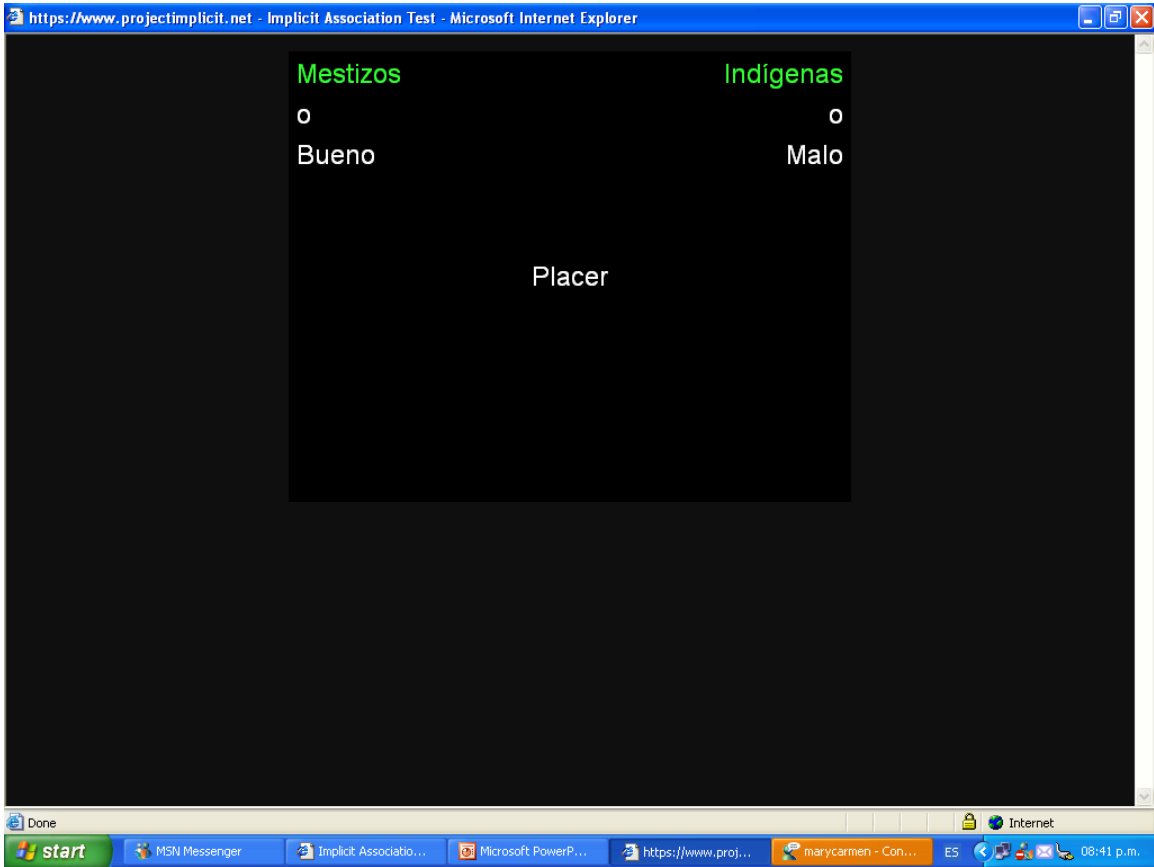 https://www.projectimplicit.net - Implicit Association Test - Microsoft Internet Explorer
Mestizos Indígenas
o o
Bueno Malo
Placer
Done Internet
start MSN Messenger Implicit Associatio... Microsoft PowerP... https://www.proj... marycarmen - Con... ES 08:41 p.m.